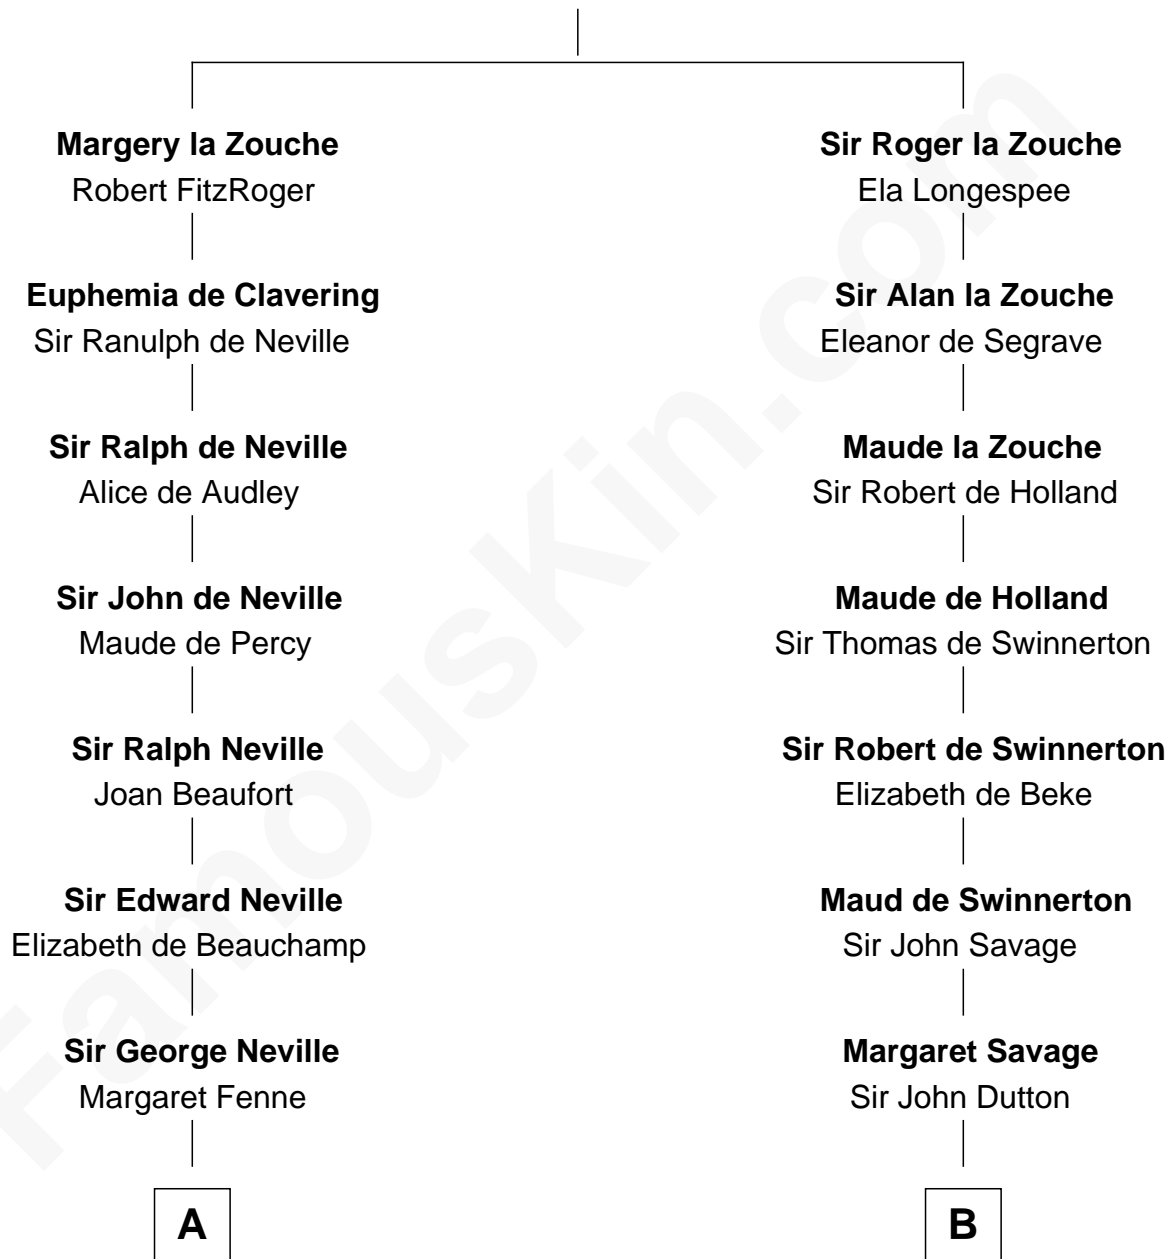 Margery la Zouche
Robert FitzRoger
Sir Roger la Zouche
Ela Longespee
Euphemia de Clavering
Sir Ranulph de Neville
Sir Alan la Zouche
Eleanor de Segrave
Sir Ralph de Neville
Alice de Audley
Maude la Zouche
Sir Robert de Holland
Sir John de Neville
Maude de Percy
Maude de Holland
Sir Thomas de Swinnerton
Sir Ralph Neville
Joan Beaufort
Sir Robert de Swinnerton
Elizabeth de Beke
Sir Edward Neville
Elizabeth de Beauchamp
Maud de Swinnerton
Sir John Savage
Sir George Neville
Margaret Fenne
Margaret Savage
Sir John Dutton
A
B
FamousKin.com